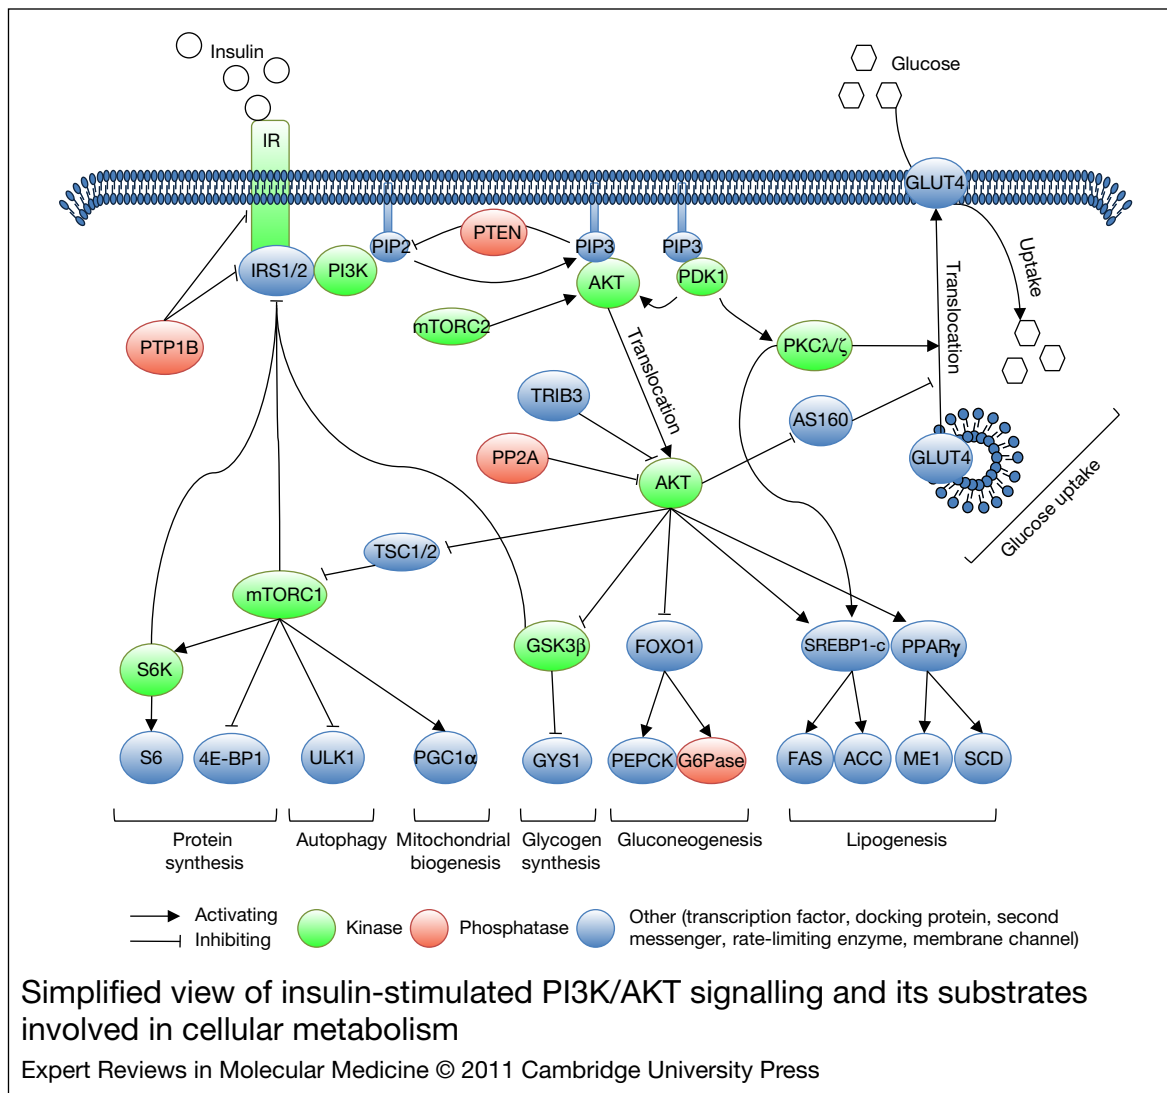 Insulin
Glucose
IR
GLUT4
PTEN
PIP2
PIP3
PIP3
IRS1/2
PI3K
AKT
PDK1
Uptake
Translocation
mTORC2
PTP1B
Translocation
PKCλ/ζ
TRIB3
AS160
PP2A
AKT
GLUT4
Glucose uptake
TSC1/2
mTORC1
S6K
GSK3β
FOXO1
SREBP1-c
PPARγ
S6
4E-BP1
ULK1
PGC1α
GYS1
PEPCK
G6Pase
FAS
ACC
ME1
SCD
Protein
synthesis
Autophagy
Mitochondrial
biogenesis
Glycogen
synthesis
Gluconeogenesis
Lipogenesis
Activating
Inhibiting
Kinase
Phosphatase
Other (transcription factor, docking protein, second
messenger, rate-limiting enzyme, membrane channel)
Simplified view of insulin-stimulated PI3K/AKT signalling and its substrates
involved in cellular metabolism
Expert Reviews in Molecular Medicine © 2011 Cambridge University Press